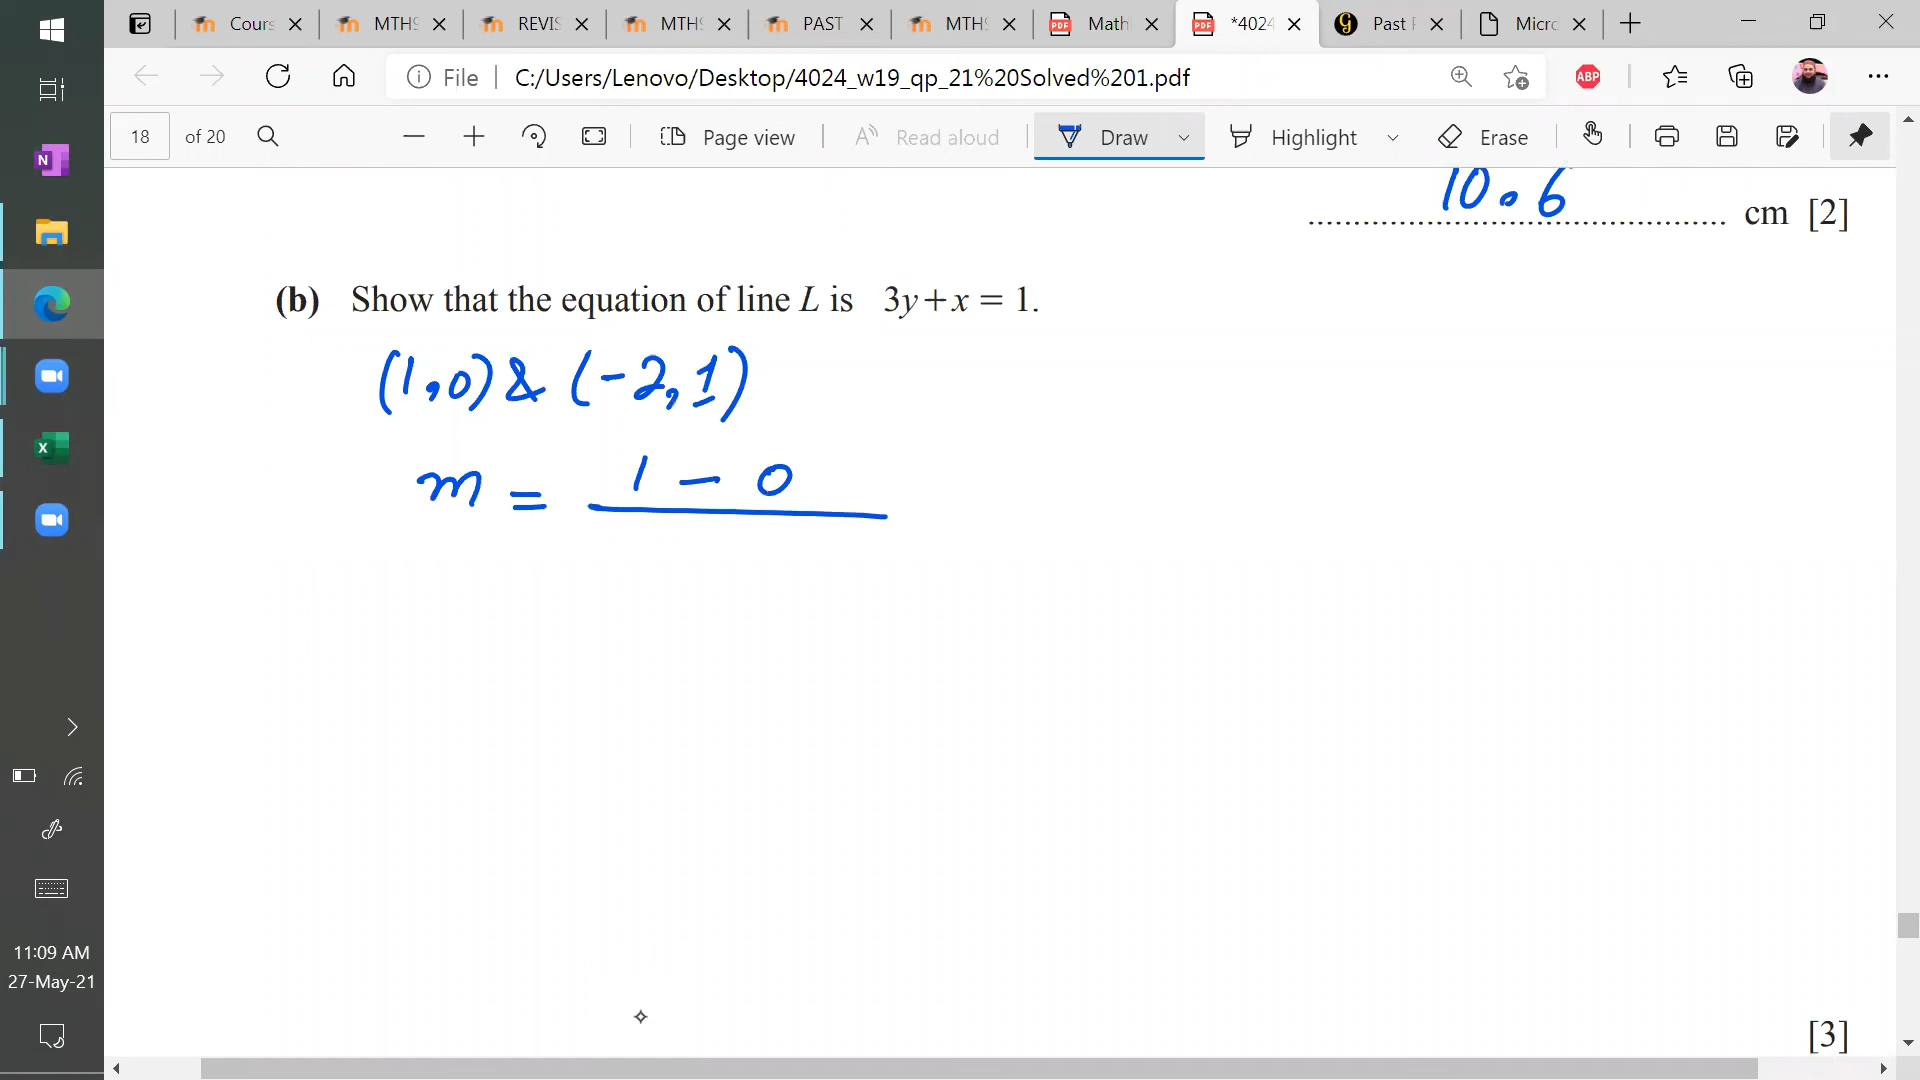 Cours MTHS REVIS MTHS PAST MTHS Math *4024 Past Micro
File C:/Users/Lenovo/Desktop/4024_w19_qp_21%20Solved%201.pdf ABP
18 of 20 Page view Read aloud Draw Highlight Erase
10.6
........................................ cm [2]
(b) Show that the equation of line L is 3y+x = 1.
(1,0) & (-2,1)
m = 1 - 0
[3]
11:09 AM
27-May-21